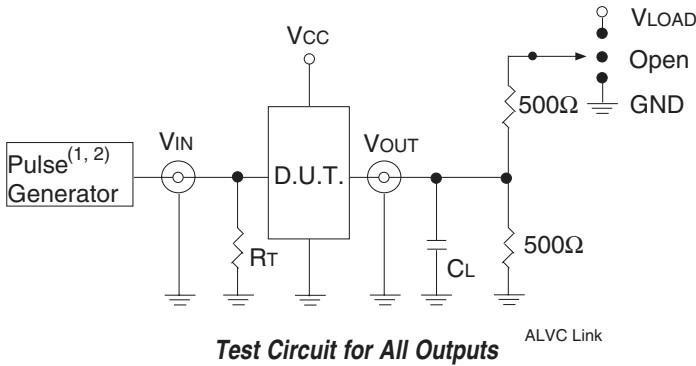 VLOAD
VCC
Open
500Ω
GND
VIN
VOUT
Pulse(1, 2)
Generator
D.U.T.
RT
CL
500Ω
ALVC Link
Test Circuit for All Outputs